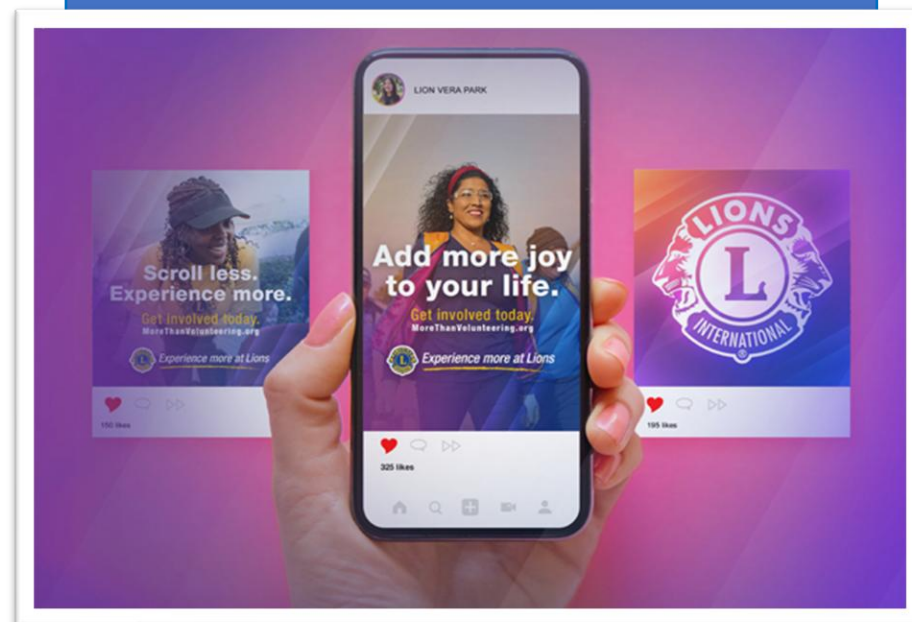 LION VERA PARK
Scroll less.
Experience more.
Get involved today.
MoreThanVolunteering.org
Experience more at Lions
150 likes
Add more joy
to your life.
Get involved today.
MoreThanVolunteering.org
Experience more at Lions
325 likes
LIONS
L
INTERNATIONAL
®
195 likes